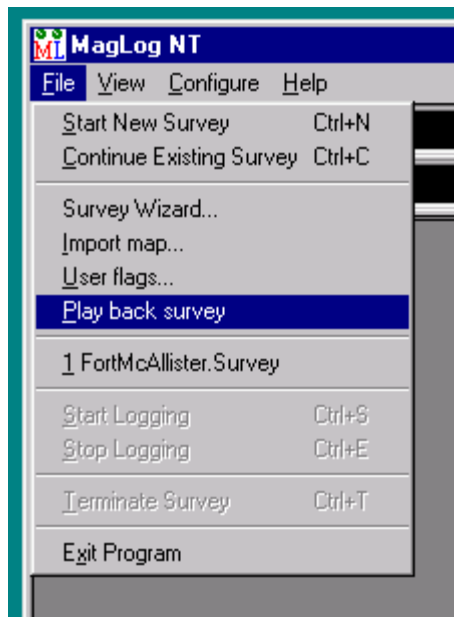 ML MagLog NT
File View Configure Help
Start New Survey Ctrl+N
Continue Existing Survey Ctrl+C
Survey Wizard...
Import map...
User flags...
Play back survey
1 FortMcAllister.Survey
Start Logging Ctrl+S
Stop Logging Ctrl+E
Terminate Survey Ctrl+T
Exit Program